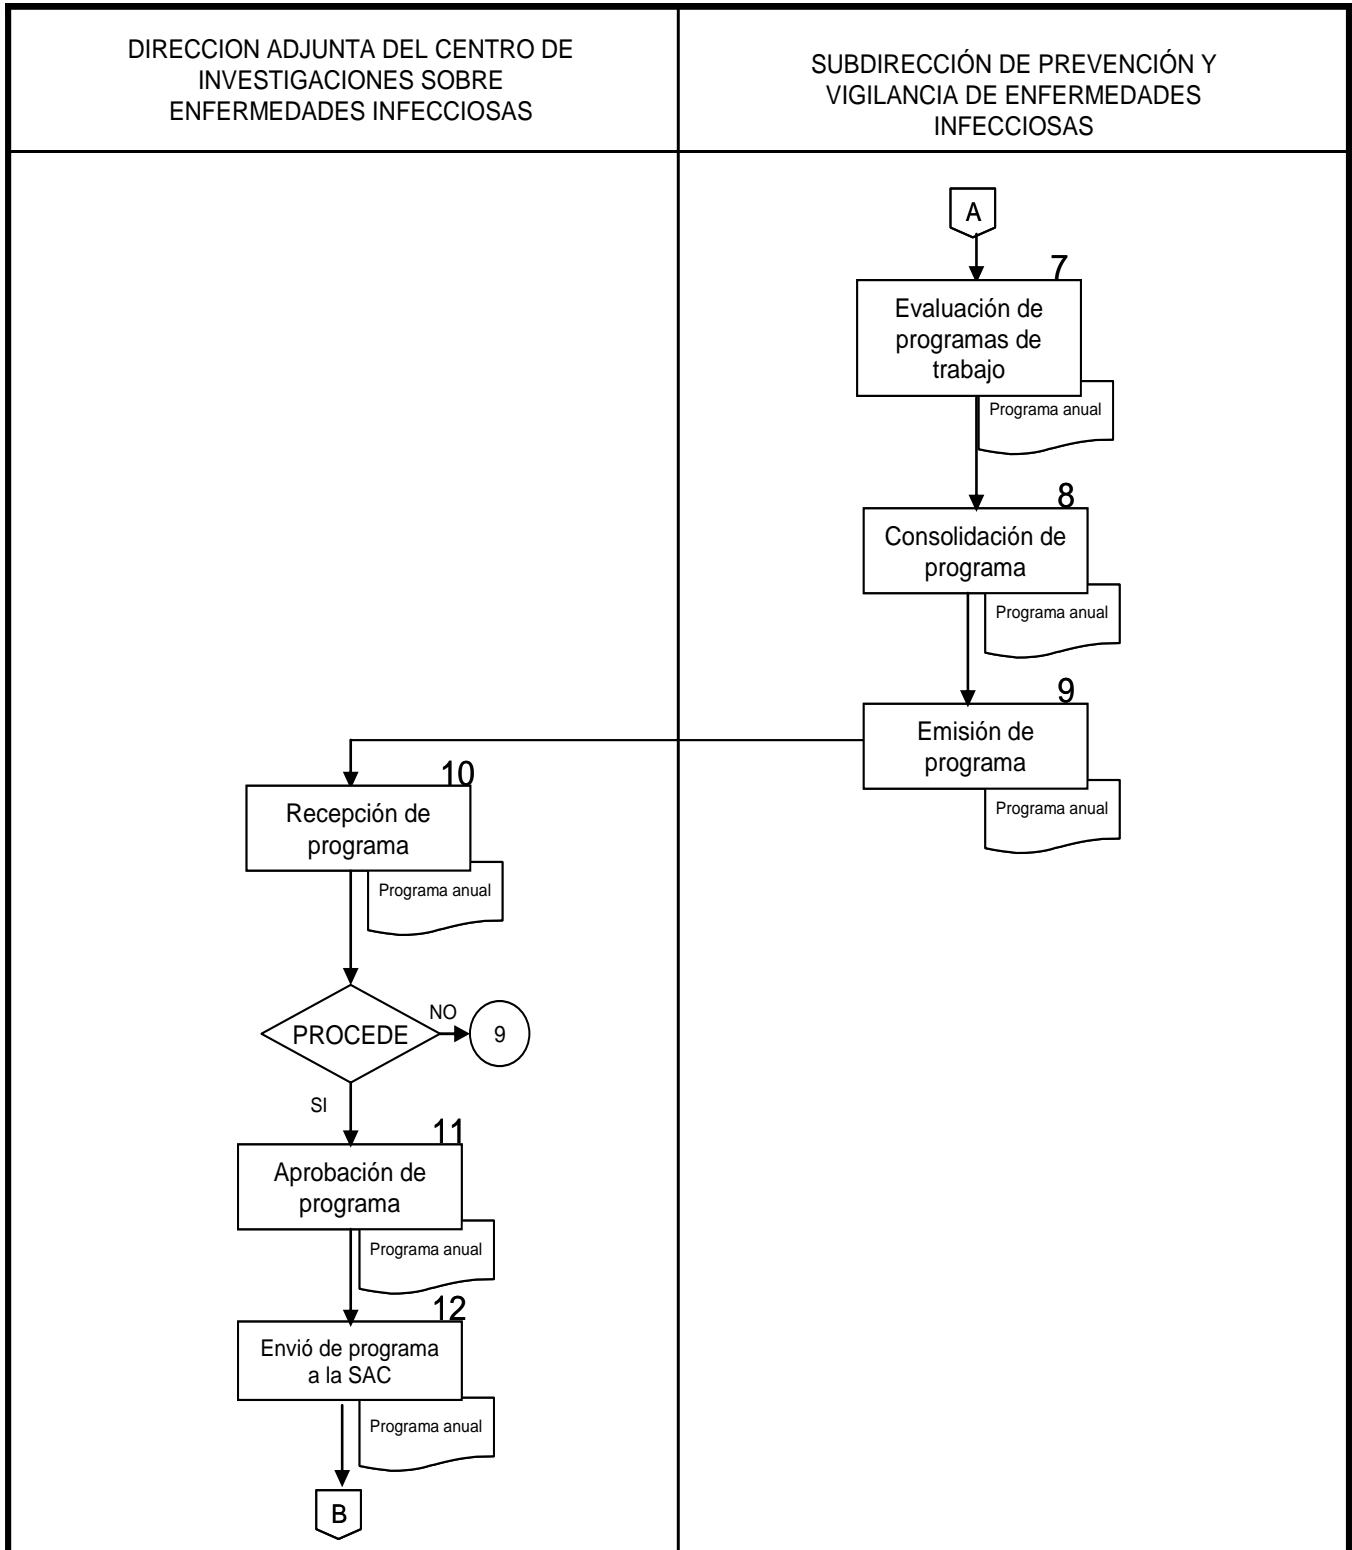 DIRECCION ADJUNTA DEL CENTRO DE
INVESTIGACIONES SOBRE
ENFERMEDADES INFECCIOSAS
SUBDIRECCIÓN DE PREVENCIÓN Y
VIGILANCIA DE ENFERMEDADES
INFECCIOSAS
A
7
Evaluación de
programas de
trabajo
Programa anual
8
Consolidación de
programa
Programa anual
9
Emisión de
programa
Programa anual
10
Recepción de
programa
Programa anual
PROCEDE
NO
9
SI
11
Aprobación de
programa
Programa anual
12
Envió de programa
a la SAC
Programa anual
B